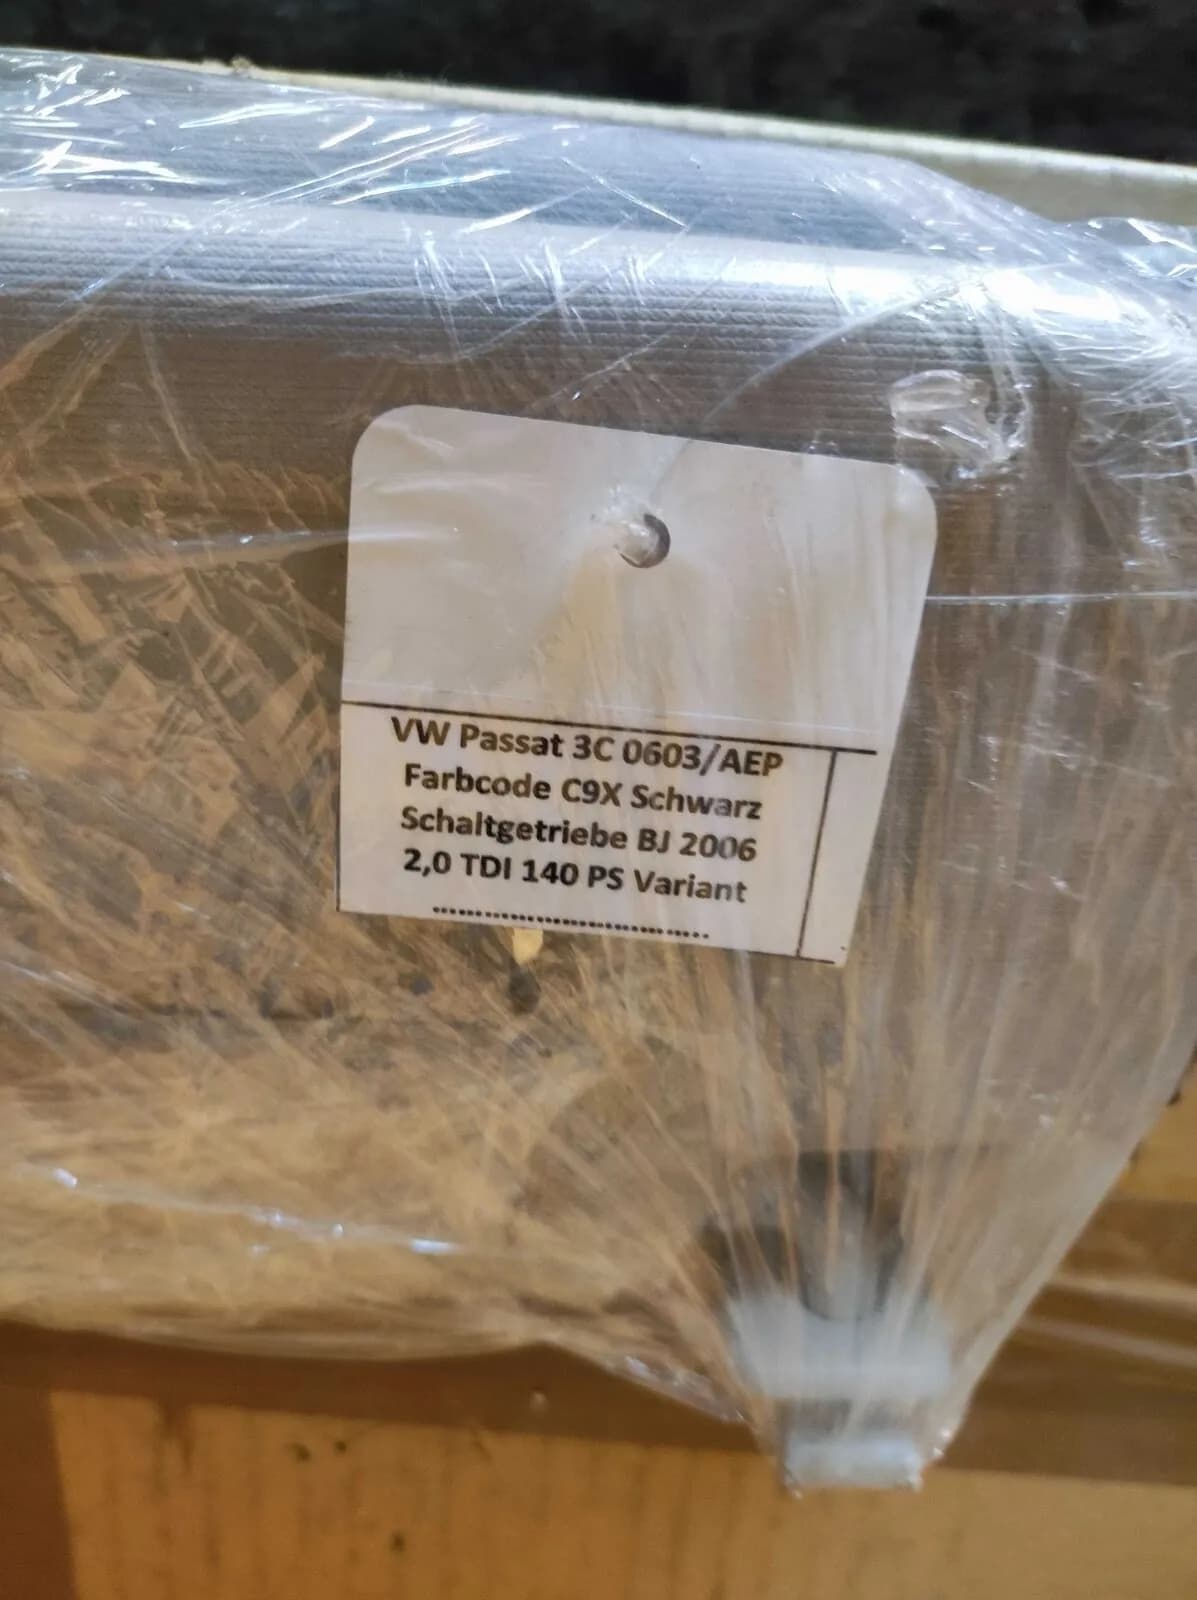 VW Passat 3C 0603/AEP
Farbcode C9X Schwarz
Schaltgetriebe BJ 2006
2,0 TDI 140 PS Variant